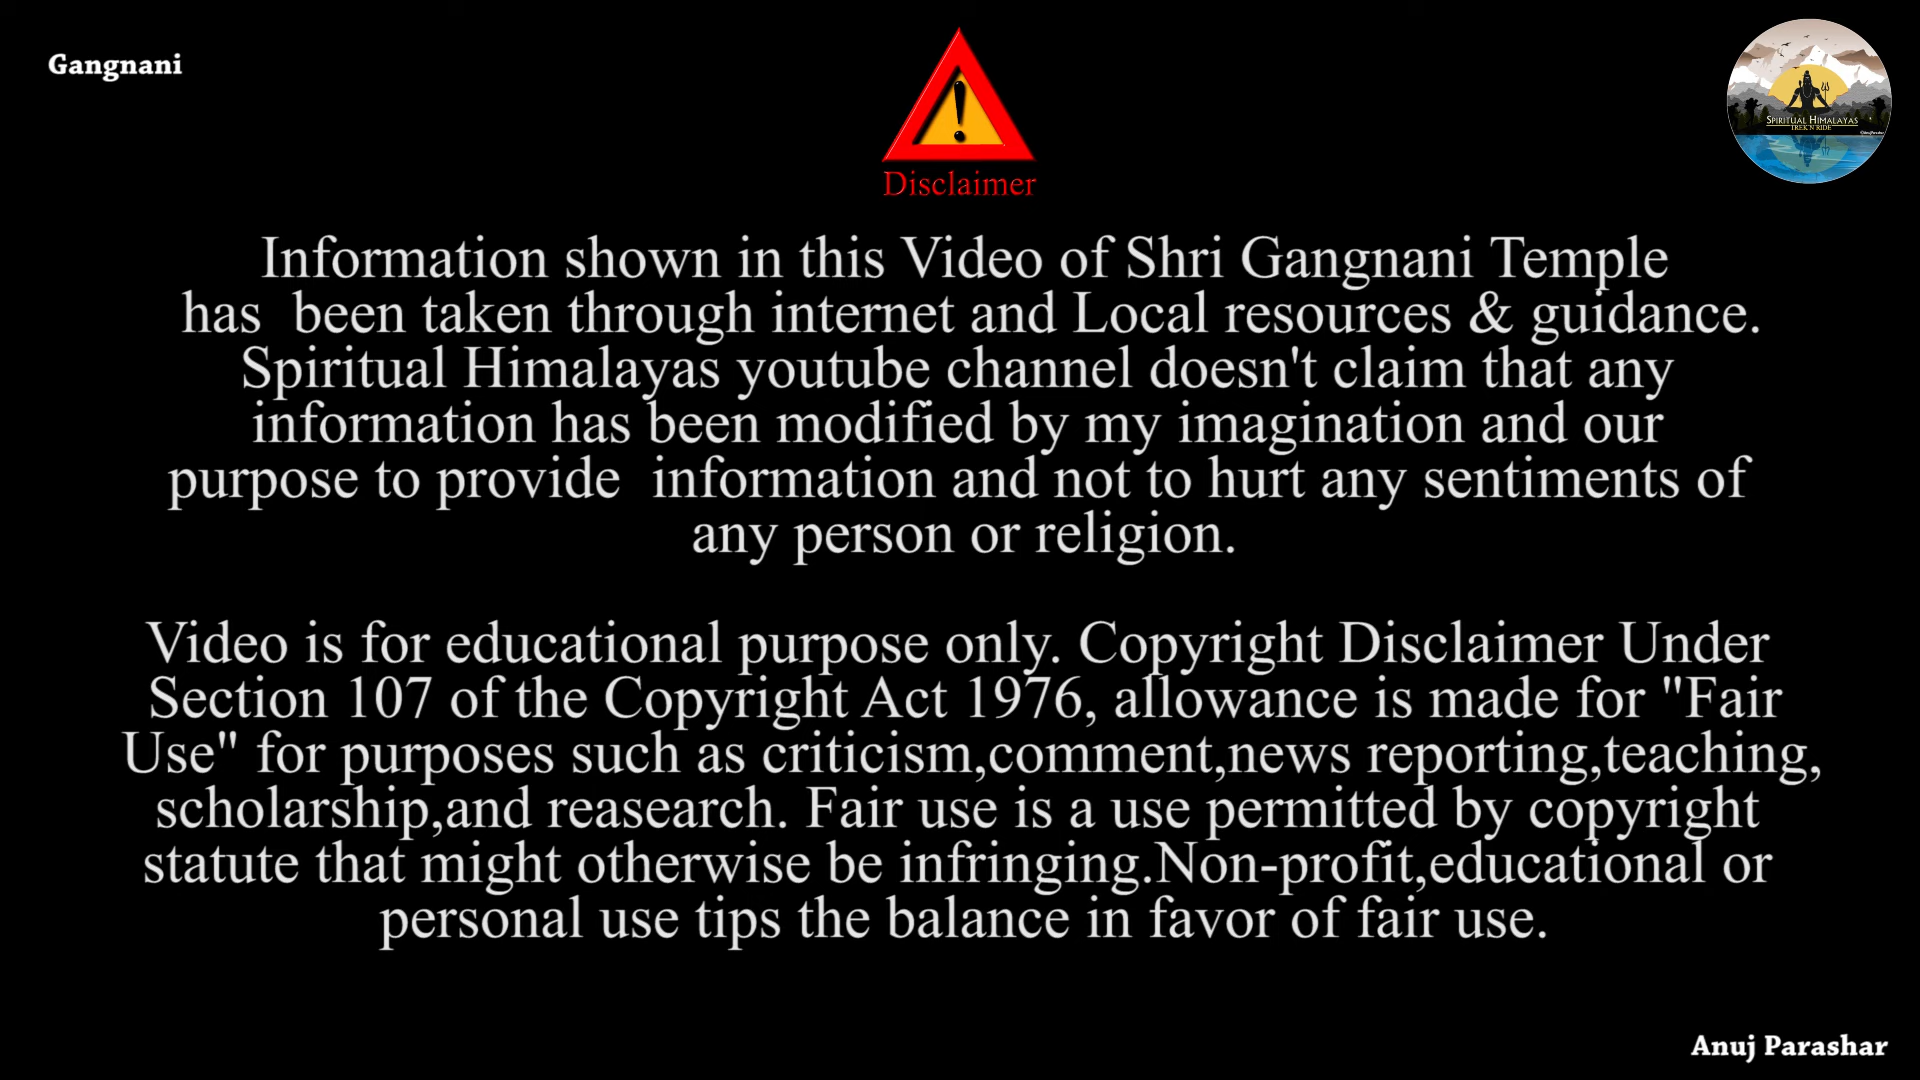 Gangnani
SPIRITUAL HIMALAYAS
TREK'N RIDE
Disclaimer
Information shown in this Video of Shri Gangnani Temple
has  been taken through internet and Local resources & guidance.
Spiritual Himalayas youtube channel doesn't claim that any
information has been modified by my imagination and our
purpose to provide  information and not to hurt any sentiments of
any person or religion.
Video is for educational purpose only. Copyright Disclaimer Under
Section 107 of the Copyright Act 1976, allowance is made for "Fair
Use" for purposes such as criticism,comment,news reporting,teaching,
scholarship,and reasearch. Fair use is a use permitted by copyright
statute that might otherwise be infringing.Non-profit,educational or
personal use tips the balance in favor of fair use.
Anuj Parashar